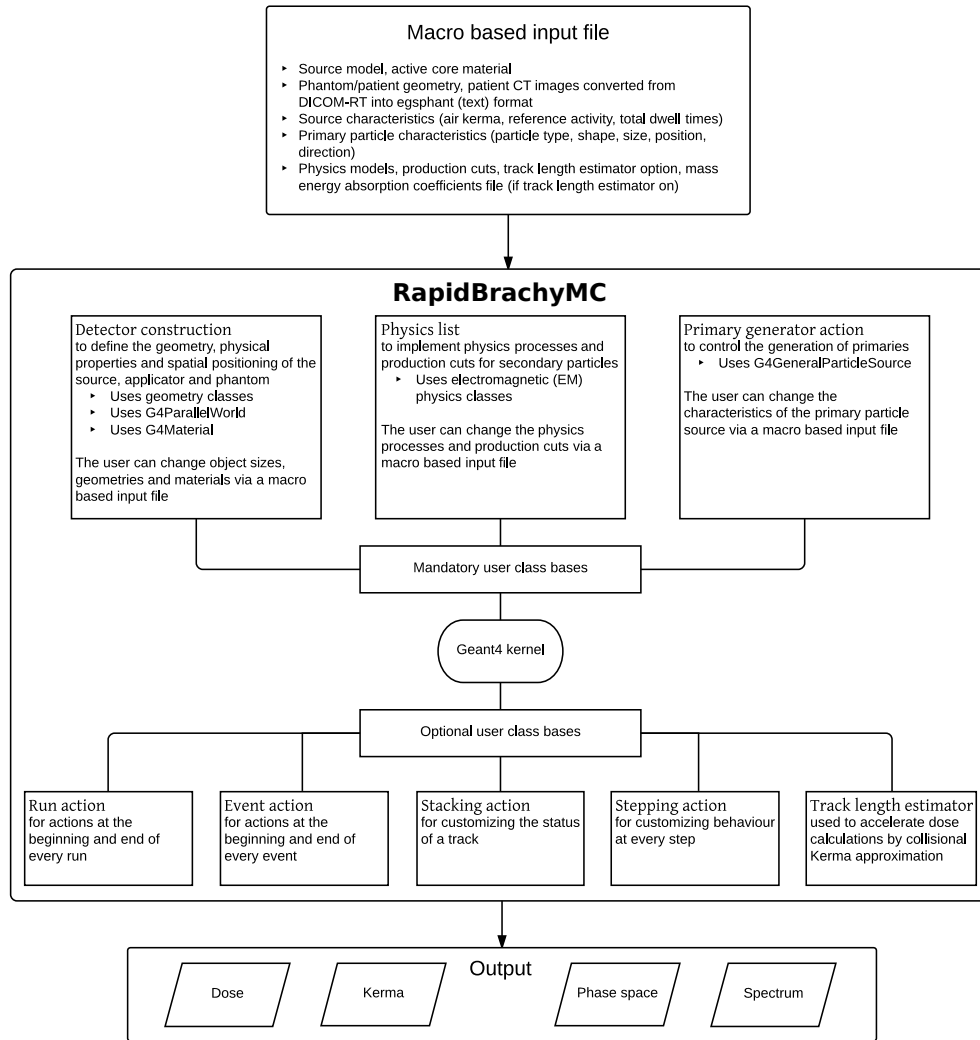 Macro based input file
‣ Source model, active core material
‣ Phantom/patient geometry, patient CT images converted from
DICOM-RT into egsphant (text) format
‣ Source characteristics (air kerma, reference activity, total dwell times)
‣ Primary particle characteristics (particle type, shape, size, position,
direction)
‣ Physics models, production cuts, track length estimator option, mass
energy absorption coefficients file (if track length estimator on)
RapidBrachyMC
Detector construction
to define the geometry, physical
properties and spatial positioning of the
source, applicator and phantom
‣ Uses geometry classes
‣ Uses G4ParallelWorld
‣ Uses G4Material
The user can change object sizes,
geometries and materials via a macro
based input file
Physics list
to implement physics processes and
production cuts for secondary particles
‣ Uses electromagnetic (EM)
physics classes
The user can change the physics
processes and production cuts via a
macro based input file
Primary generator action
to control the generation of primaries
‣ Uses G4GeneralParticleSource
The user can change the
characteristics of the primary particle
source via a macro based input file
Mandatory user class bases
Geant4 kernel
Optional user class bases
Run action
for actions at the
beginning and end of
every run
Event action
for actions at the
beginning and end of
every event
Stacking action
for customizing the status
of a track
Stepping action
for customizing behaviour
at every step
Track length estimator
used to accelerate dose
calculations by collisional
Kerma approximation
Output
Dose
Kerma
Phase space
Spectrum